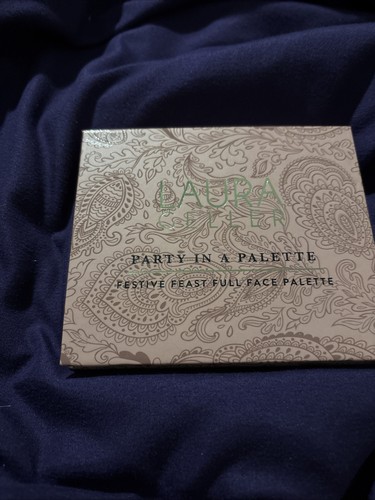 LAURA
GELLER
PARTY IN A PALETTE
FESTIVE FEAST FULL FACE PALETTE